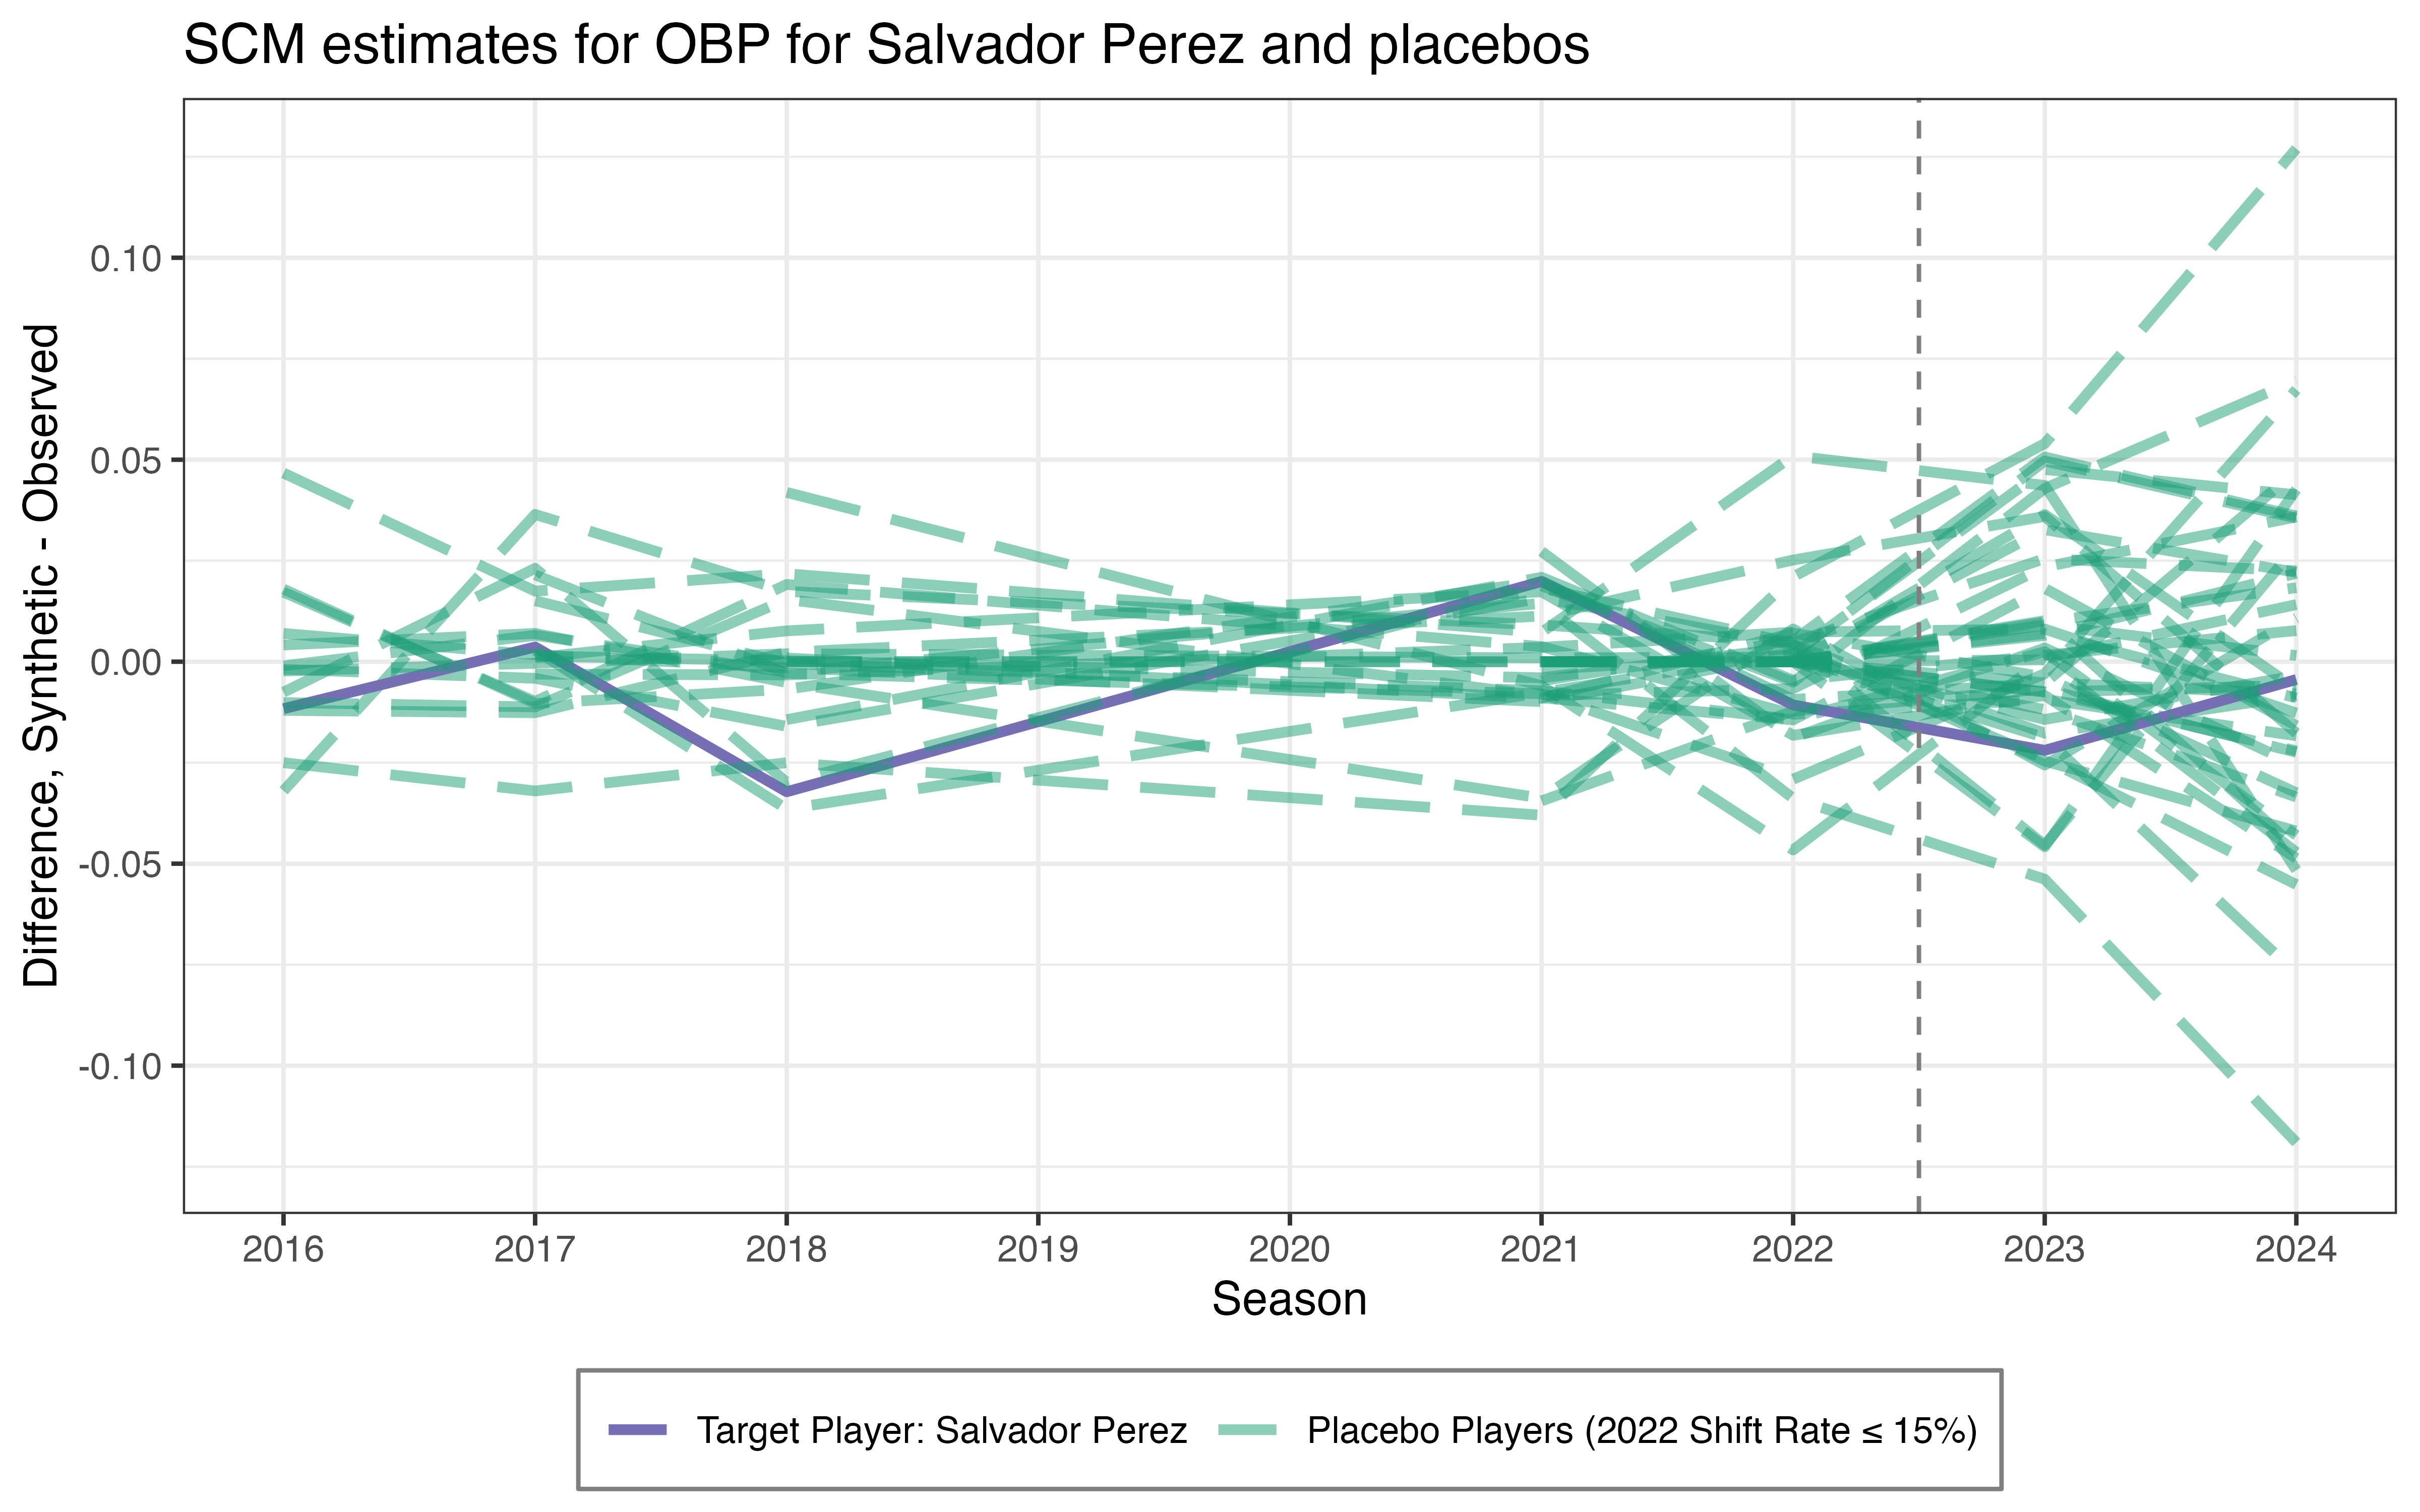 SCM estimates for OBP for Salvador Perez and placebos
Difference, Synthetic - Observed
0.10
0.05
0.00
-0.05
-0.10
2016 2017 2018 2019 2020 2021 2022 2023 2024
Season
Target Player: Salvador Perez Placebo Players (2022 Shift Rate ≤ 15%)